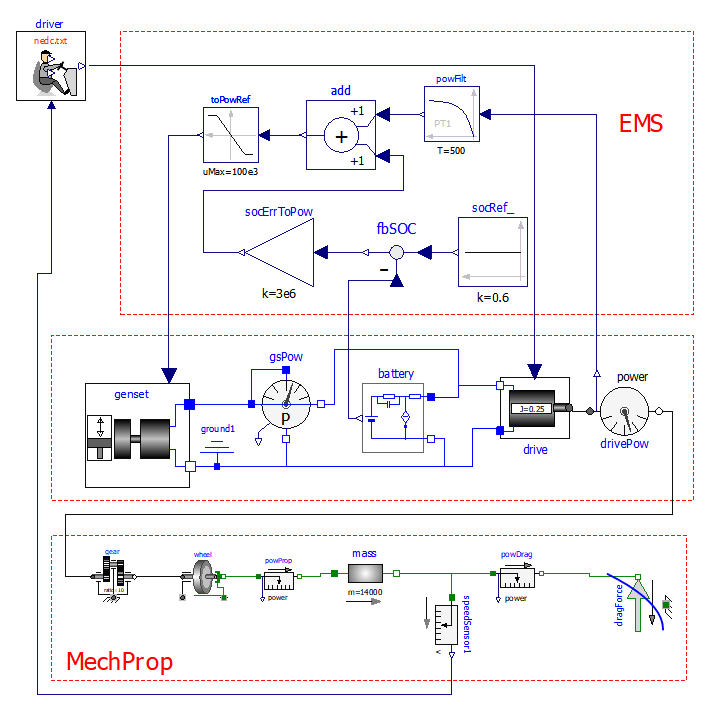 driver
nedc.txt
EMS
toPowRef
uMax=100e3
add
+1
+
+1
powFilt
PT1
T=500
socErrToPow
k=3e6
fbSOC
-
socRef_
k=0.6
genset
ground1
gsPow
P
battery
J=0.25
drive
power
drivePow
gear
ratio=10
wheel
powProp
power
mass
m=14000
speedSensor1
v
powDrag
power
dragForce
MechProp